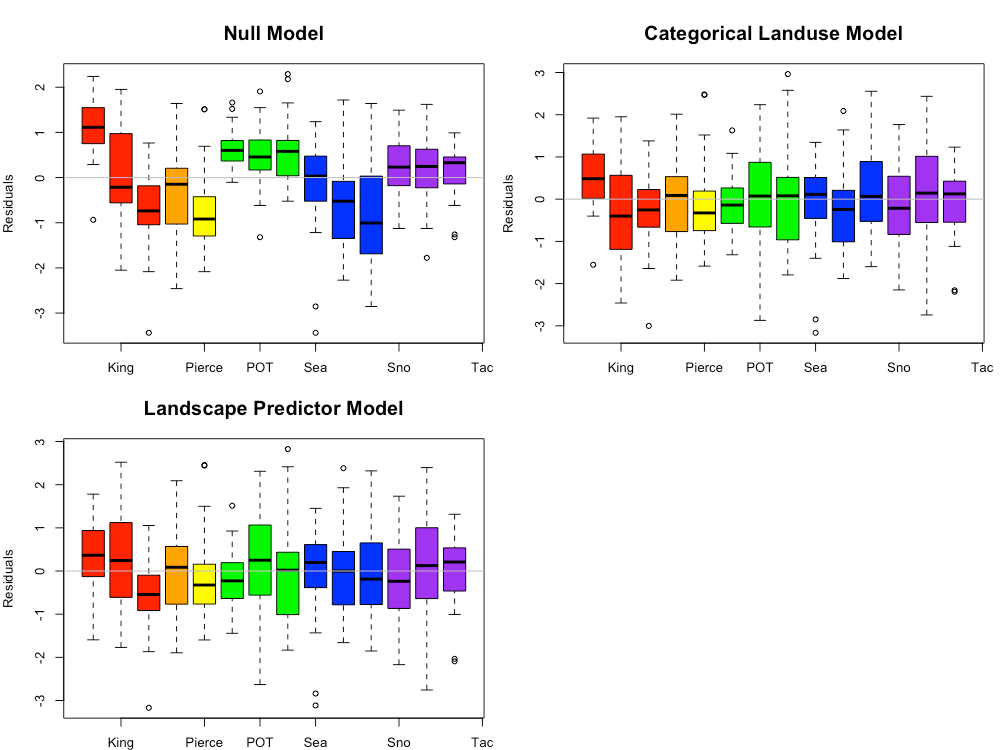 Null Model
Residuals
2
1
0
-1
-2
-3
King Pierce POT Sea Sno Tac
Categorical Landuse Model
Residuals
3
2
1
0
-1
-2
-3
King Pierce POT Sea Sno Tac
Landscape Predictor Model
Residuals
3
2
1
0
-1
-2
-3
King Pierce POT Sea Sno Tac